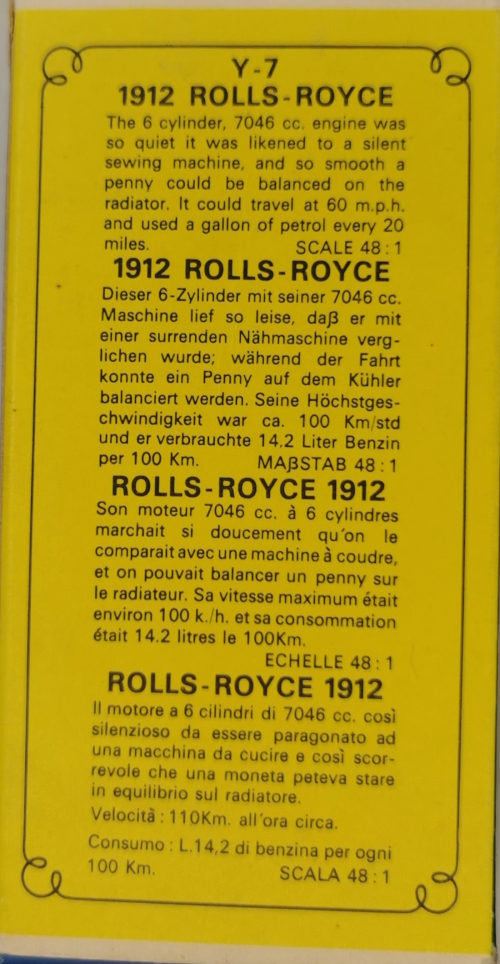 Y-7
1912 ROLLS-ROYCE
The 6 cylinder, 7046 cc. engine was
so quiet it was likened to a silent
sewing machine, and so smooth a
penny could be balanced on the
radiator. It could travel at 60 m.p.h.
and used a gallon of petrol every 20
miles. SCALE 48:1
1912 ROLLS-ROYCE
Dieser 6-Zylinder mit seiner 7046 cc.
Maschine lief so leise, daß er mit
einer surrenden Nähmaschine verg-
lichen wurde; während der Fahrt
konnte ein Penny auf dem Kühler
balanciert werden. Seine Höchstges-
chwindigkeit war ca. 100 Km/std
und er verbrauchte 14.2 Liter Benzin
per 100 Km. MAßSTAB 48:1
ROLLS-ROYCE 1912
Son moteur 7046 cc. à 6 cylindres
marchait si doucement qu'on le
comparait avec une machine à coudre,
et on pouvait balancer un penny sur
le radiateur. Sa vitesse maximum était
environ 100 k./h. et sa consommation
était 14.2 litres le 100Km.
ECHELLE 48:1
ROLLS-ROYCE 1912
Il motore a 6 cilindri di 7046 cc. così
silenzioso da essere paragonato ad
una macchina da cucire e così scor-
revole che una moneta peteva stare
in equilibrio sul radiatore.
Velocità: 110Km. all'ora circa.
Consumo: L.14,2 di benzina per ogni
100 Km. SCALA 48:1